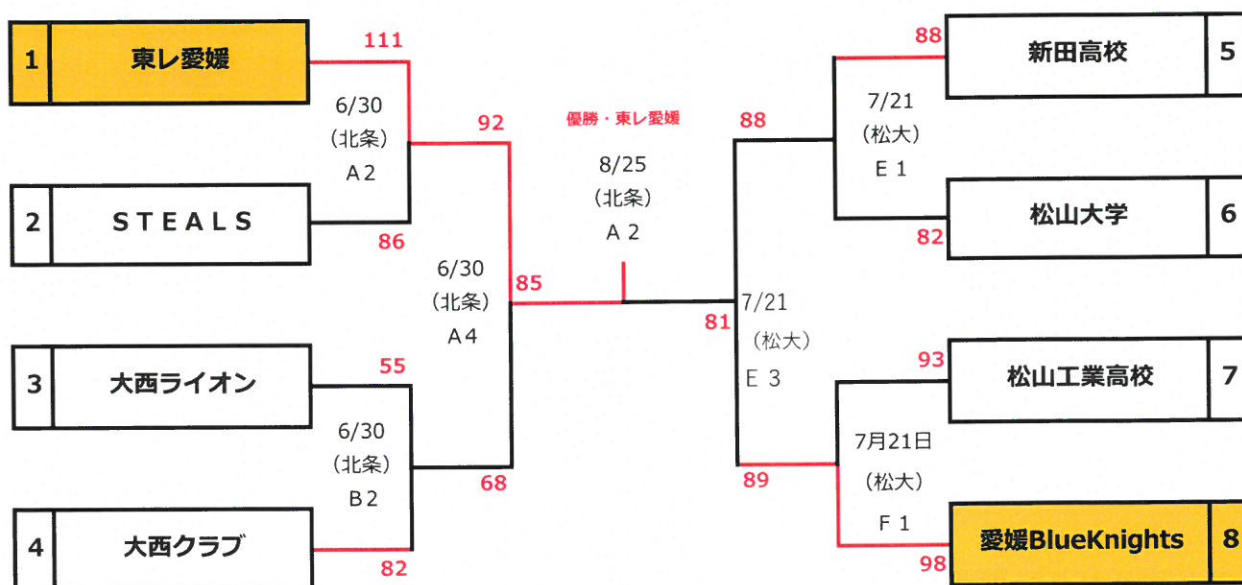 1 東レ愛媛
111
6/30
(北条)
A2
2 STEALS
86
92
6/30
(北条)
A4
3 大西ライオン
55
6/30
(北条)
B2
4 大西クラブ
82
68
85
優勝・東レ愛媛
8/25
(北条)
A 2
81
88
7/21
(松大)
E 3
89
88
新田高校 5
7/21
(松大)
E 1
82
松山大学 6
93
松山工業高校 7
7月21日
(松大)
F 1
98
愛媛BlueKnights 8